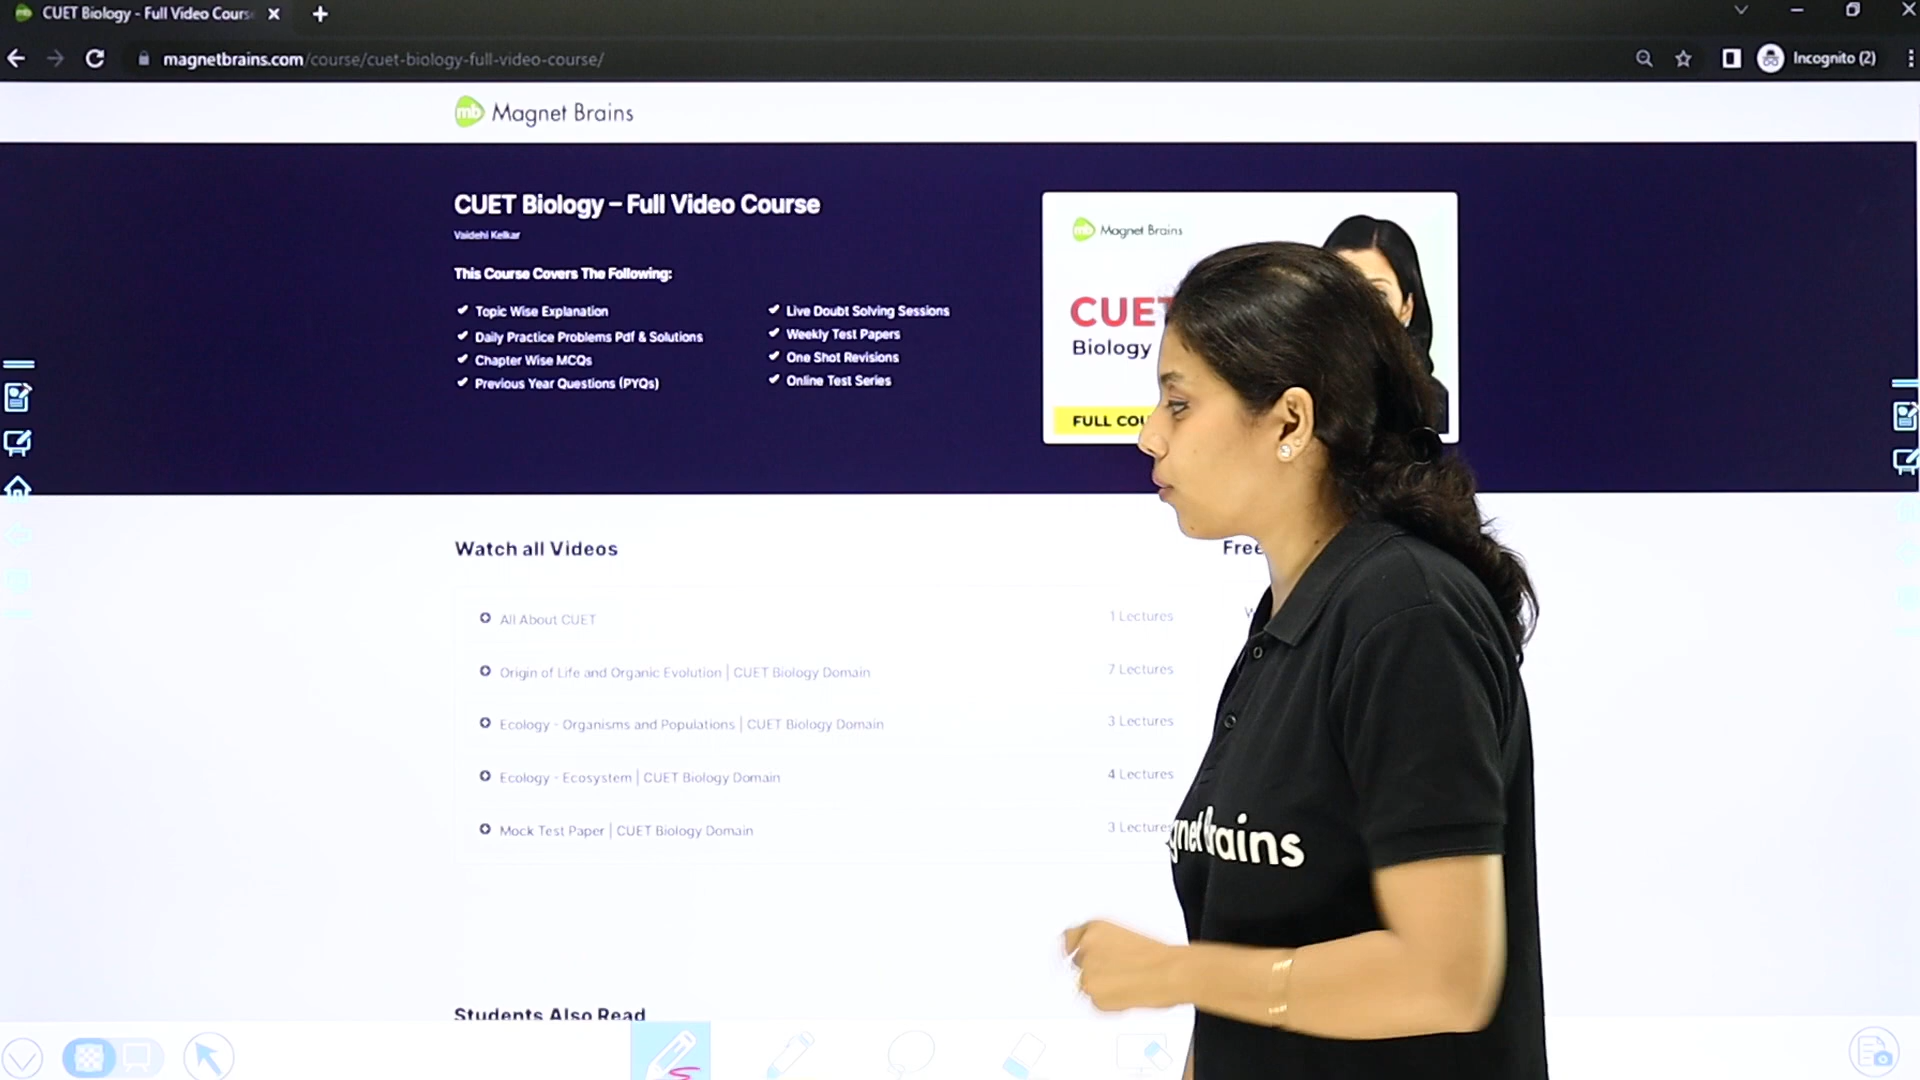 CUET Biology - Full Video Cours
magnetbrains.com/course/cuet-biology-full-video-course/
Incognito (2)
mb Magnet Brains
CUET Biology – Full Video Course
Vaidehi Kelkar
This Course Covers The Following:
Topic Wise Explanation
Daily Practice Problems Pdf & Solutions
Chapter Wise MCQs
Previous Year Questions (PYQs)
Live Doubt Solving Sessions
Weekly Test Papers
One Shot Revisions
Online Test Series
mb Magnet Brains
CUET
Biology
FULL COU
Watch all Videos
Free
All About CUET 1 Lectures
Origin of Life and Organic Evolution | CUET Biology Domain 7 Lectures
Ecology - Organisms and Populations | CUET Biology Domain 3 Lectures
Ecology - Ecosystem | CUET Biology Domain 4 Lectures
Mock Test Paper | CUET Biology Domain 3 Lecture
gnet Brains
Students Also Read